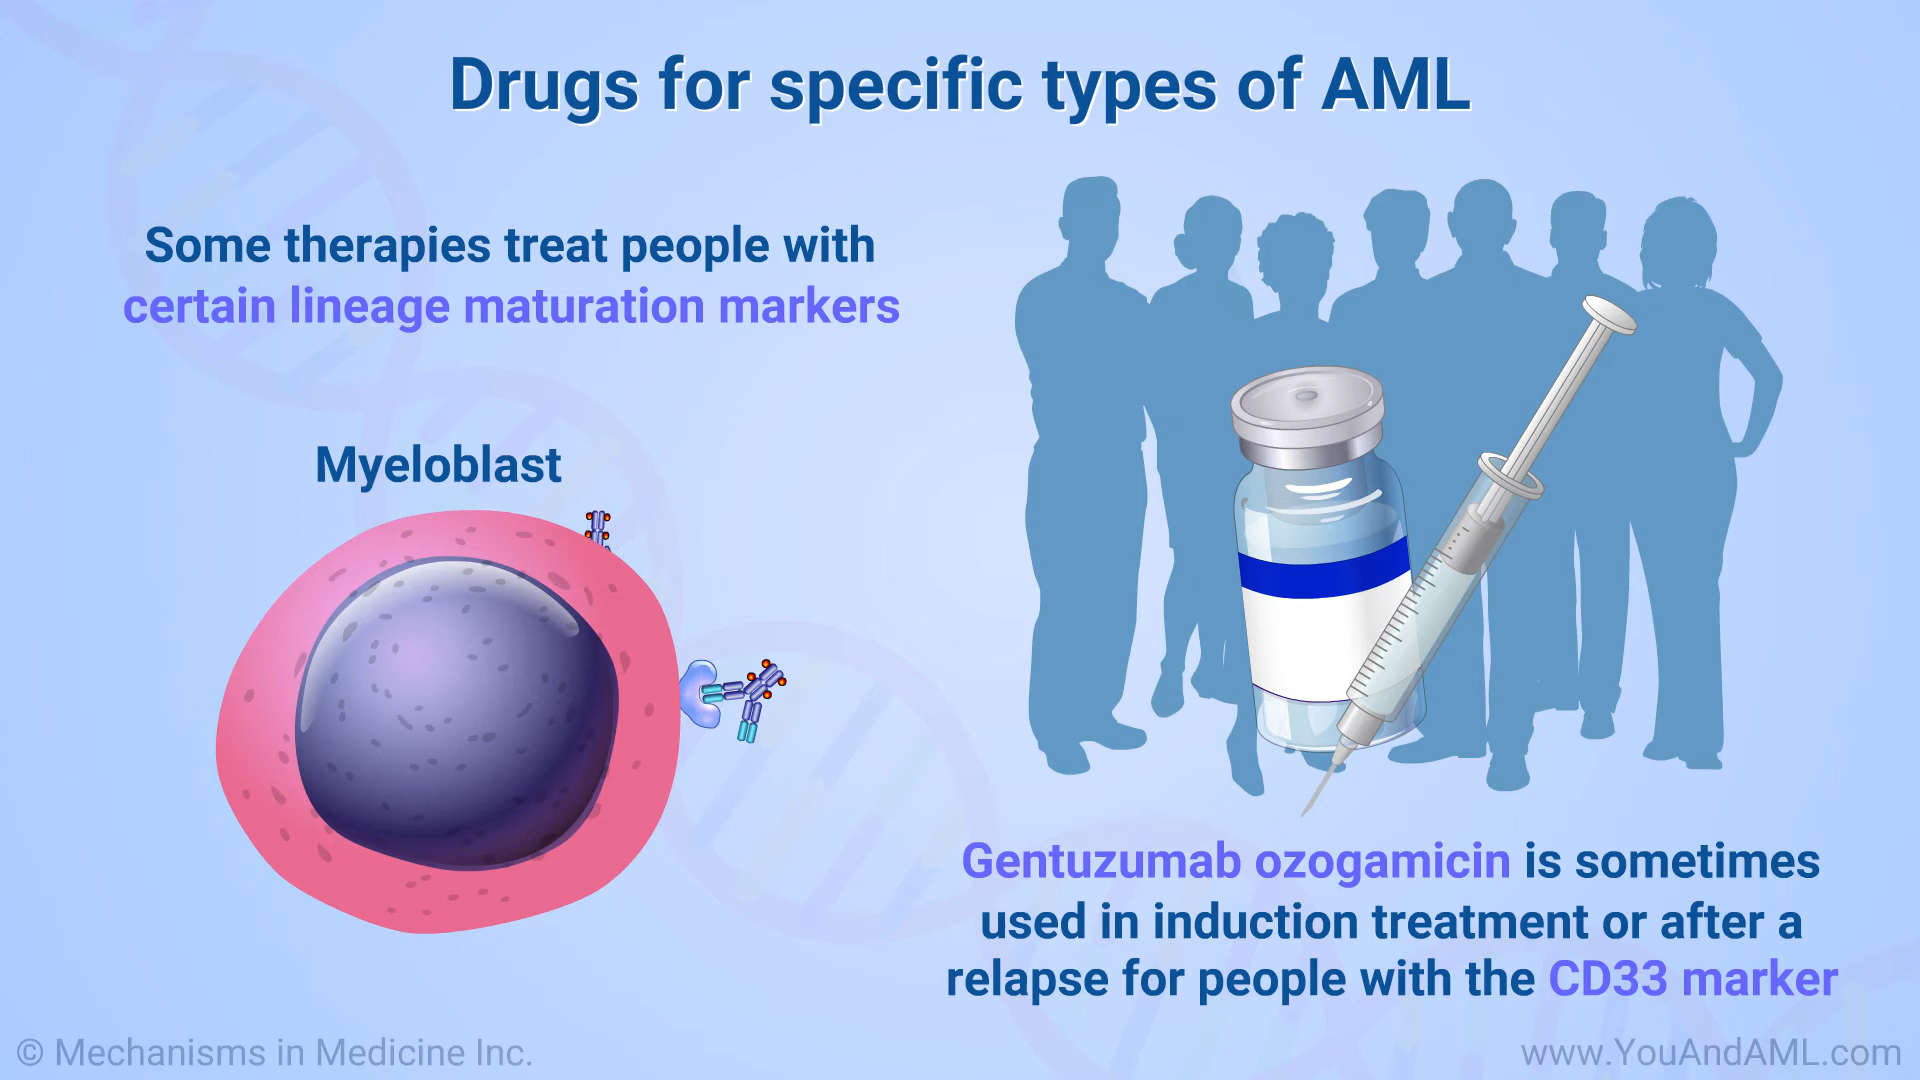 Drugs for specific types of AML
Some therapies treat people with
certain lineage maturation markers
Myeloblast
Gentuzumab ozogamicin is sometimes
used in induction treatment or after a
relapse for people with the CD33 marker
© Mechanisms in Medicine Inc.
www.YouAndAML.com